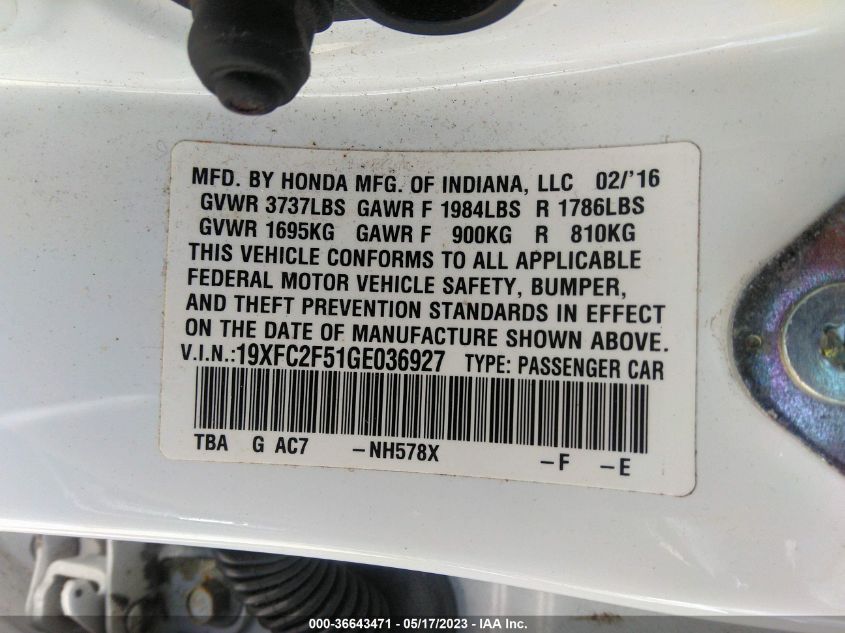 MFD. BY HONDA MFG. OF INDIANA, LLC 02/'16
GVWR 3737LBS GAWR F 1984LBS R 1786LBS
GVWR 1695KG GAWR F 900KG R 810KG
THIS VEHICLE CONFORMS TO ALL APPLICABLE
FEDERAL MOTOR VEHICLE SAFETY, BUMPER,
AND THEFT PREVENTION STANDARDS IN EFFECT
ON THE DATE OF MANUFACTURE SHOWN ABOVE.
V.I.N.:19XFC2F51GE036927 TYPE: PASSENGER CAR
TBA G AC7 –NH578X –F –E
000-36643471 - 05/17/2023 - IAA Inc.